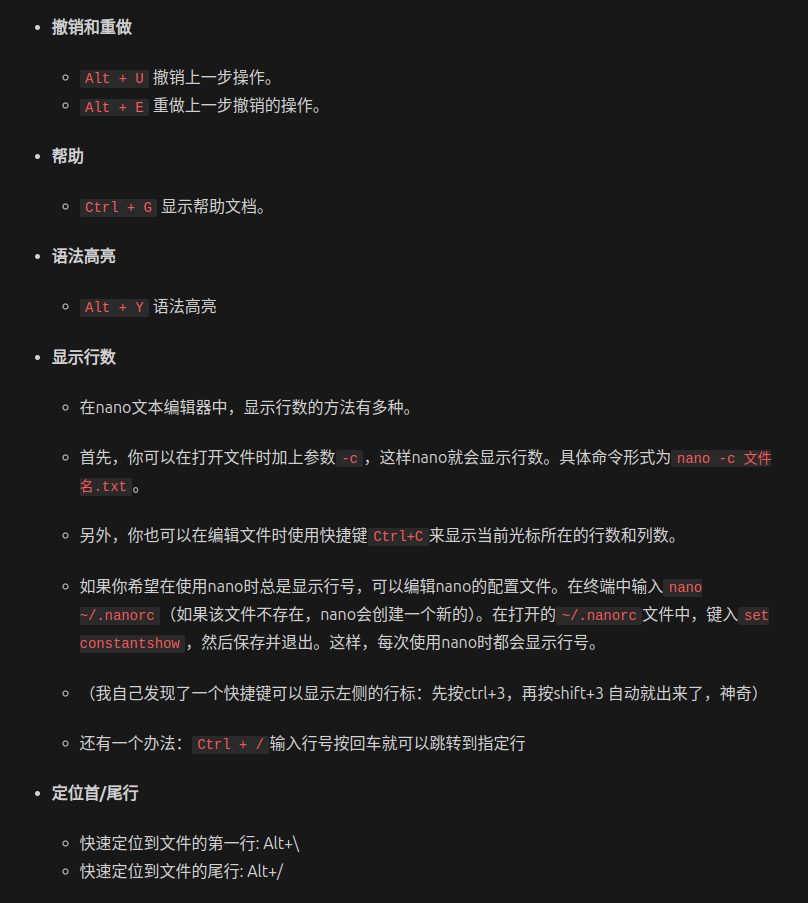 撤销和重做
Alt + U 撤销上一步操作。
Alt + E 重做上一步撤销的操作。
帮助
Ctrl + G 显示帮助文档。
语法高亮
Alt + Y 语法高亮
显示行数
在nano文本编辑器中，显示行数的方法有多种。
首先，你可以在打开文件时加上参数 -c ，这样nano就会显示行数。具体命令形式为 nano -c 文件
名.txt 。
另外，你也可以在编辑文件时使用快捷键 Ctrl+C 来显示当前光标所在的行数和列数。
如果你希望在使用nano时总是显示行号，可以编辑nano的配置文件。在终端中输入 nano
~/.nanorc （如果该文件不存在，nano会创建一个新的）。在打开的 ~/.nanorc 文件中，键入 set
constantshow ，然后保存并退出。这样，每次使用nano时都会显示行号。
（我自己发现了一个快捷键可以显示左侧的行标：先按ctrl+3，再按shift+3 自动就出来了，神奇）
还有一个办法： Ctrl + / 输入行号按回车就可以跳转到指定行
定位首/尾行
快速定位到文件的第一行: Alt+\
快速定位到文件的尾行: Alt+/